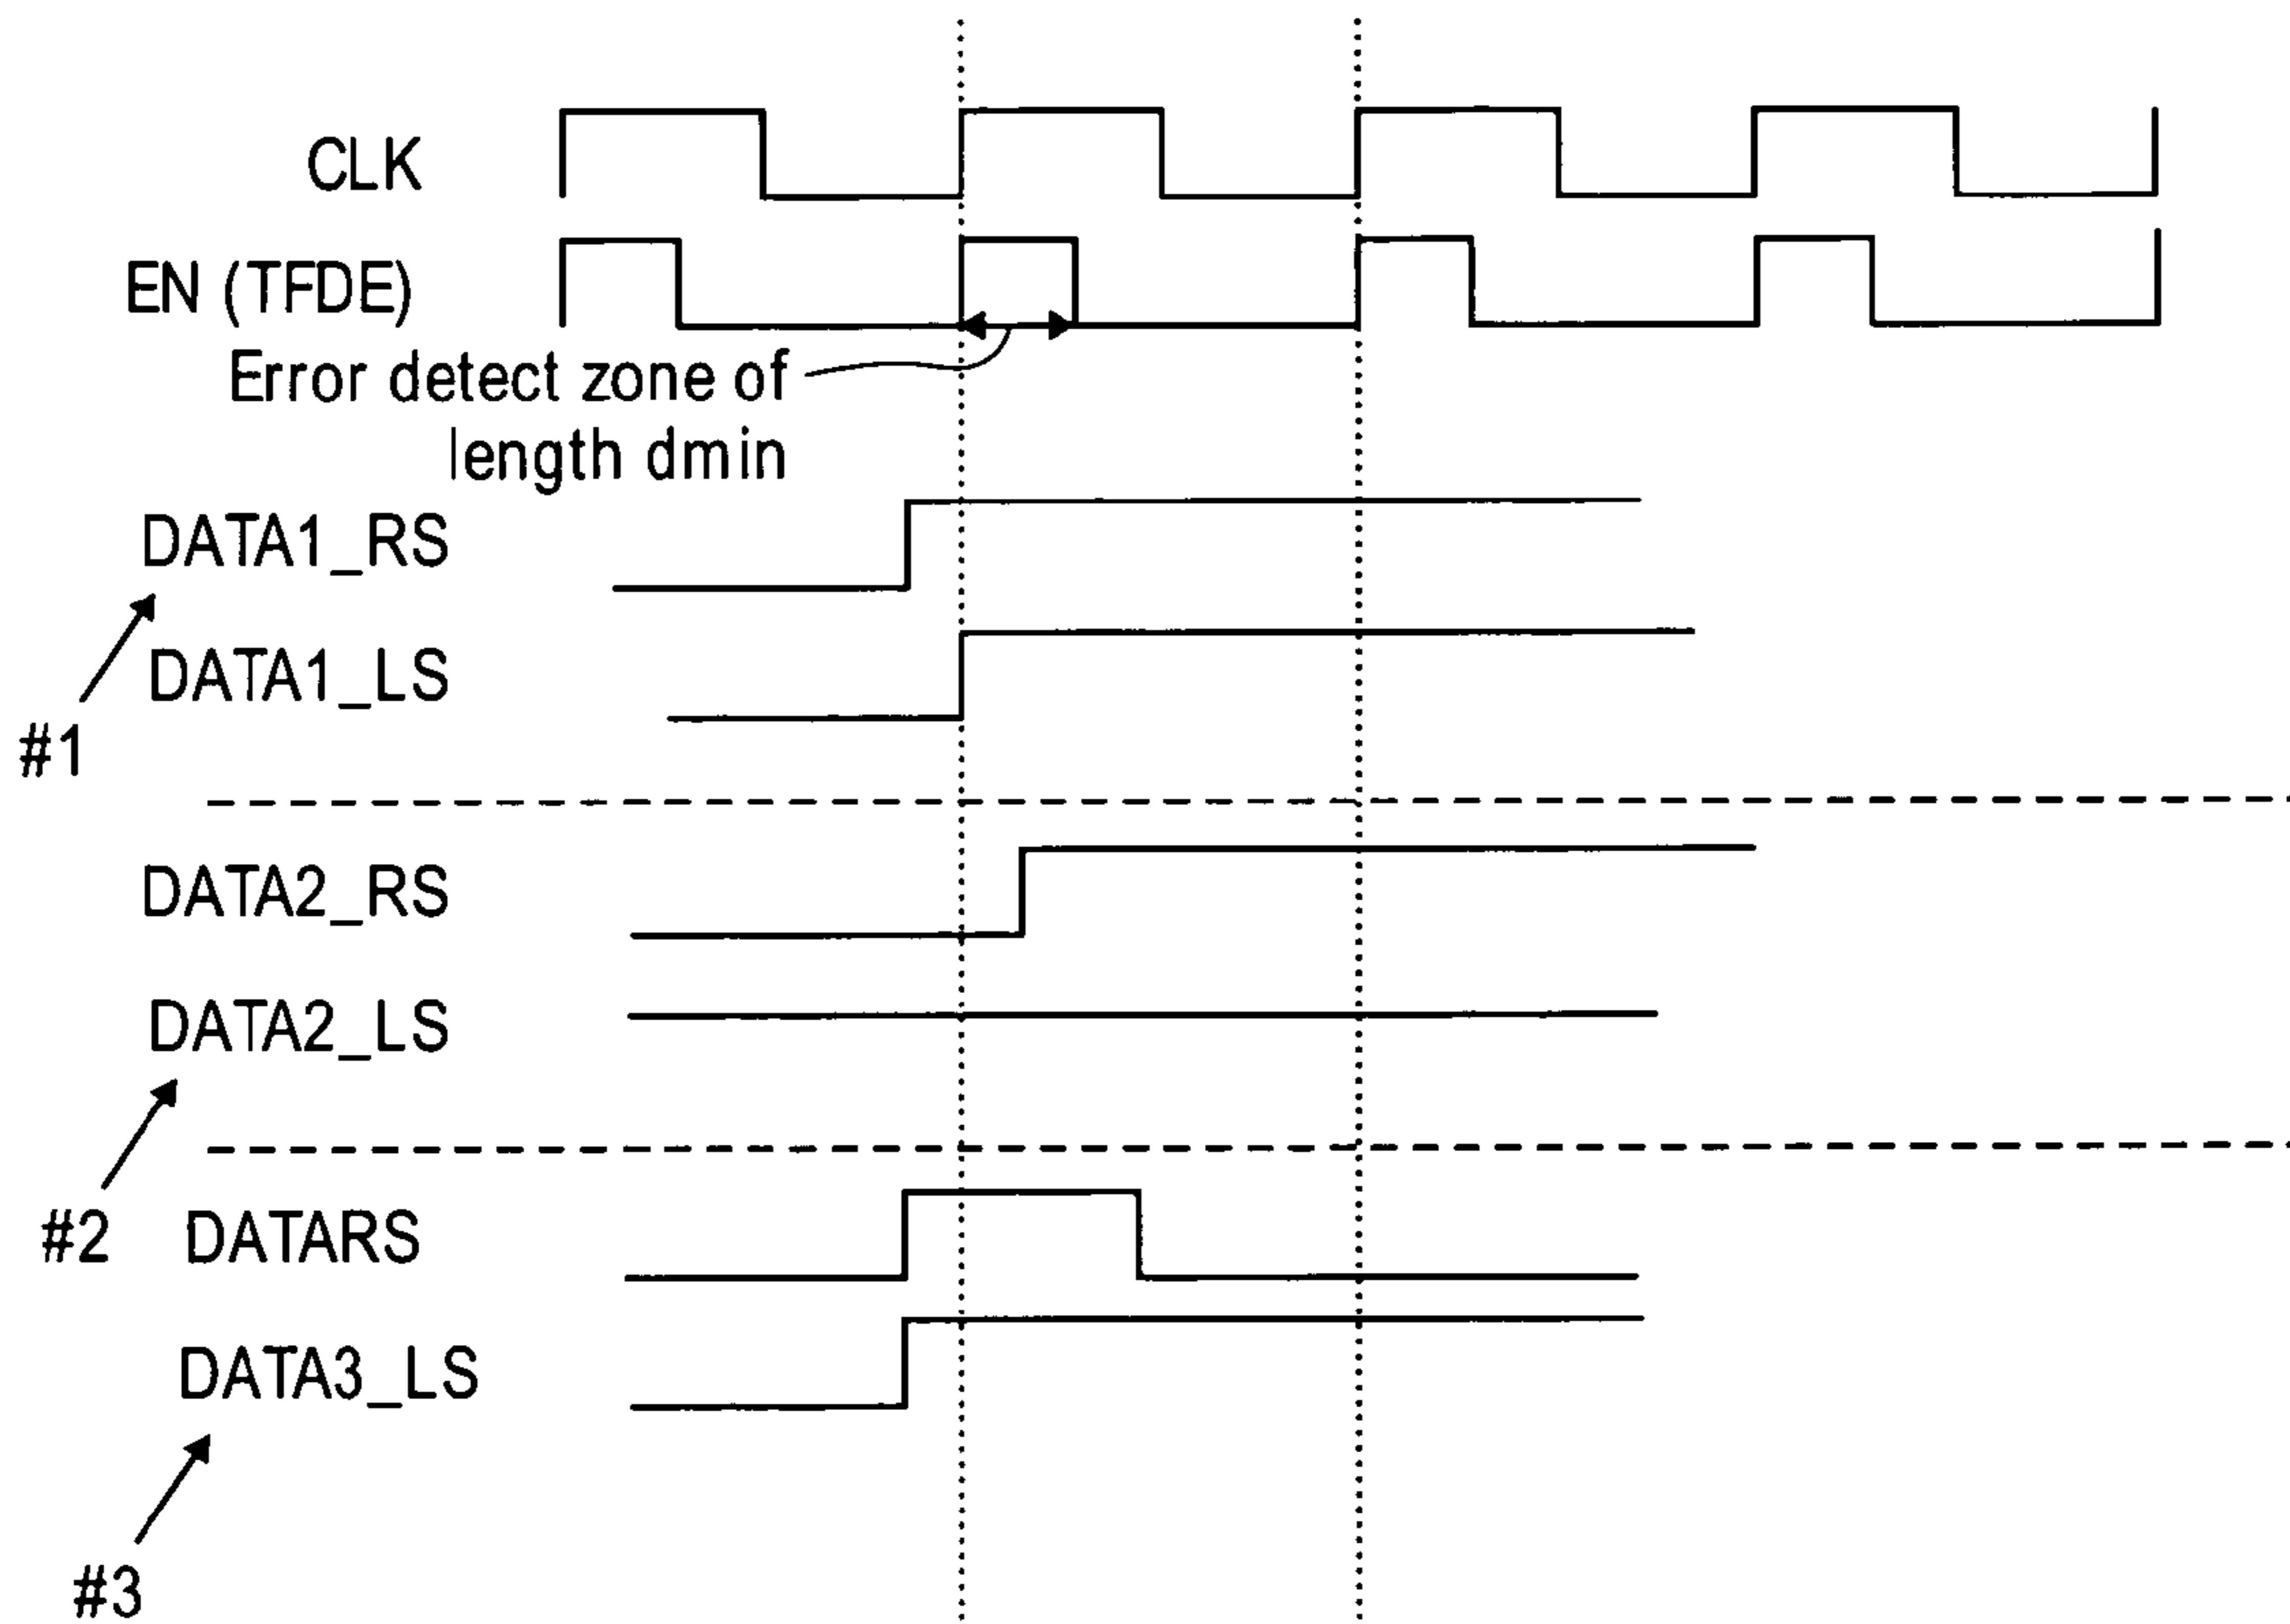 CLK
EN (TFDE)
Error detect zone of
length dmin
DATA1_RS
DATA1_LS
#1
DATA2_RS
DATA2_LS
#2
DATARS
DATA3_LS
#3